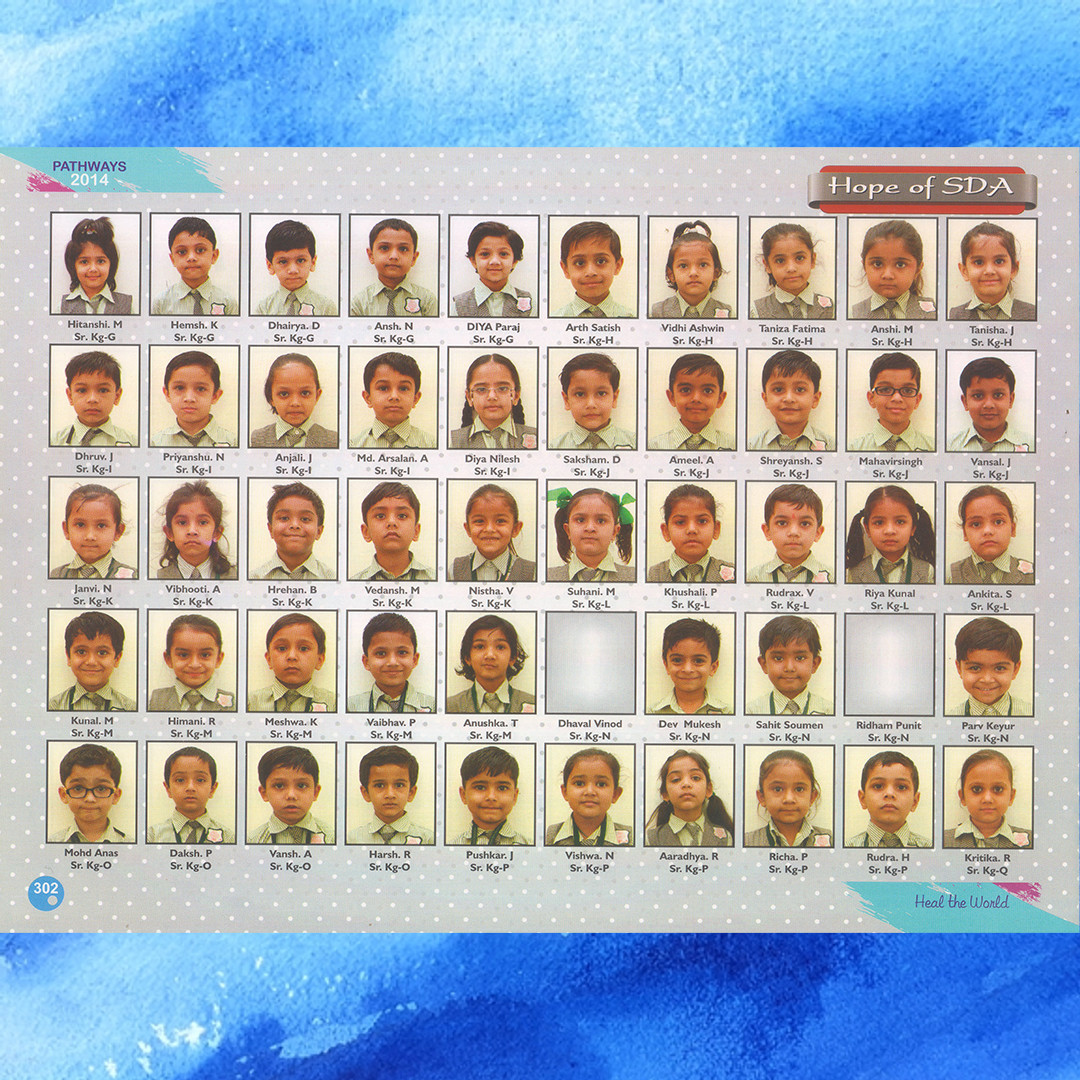 PATHWAYS
2014
Hope of SDA
Hitanshi. M
Sr. Kg-G
Hemsh. K
Sr. Kg-G
Dhairya. D
Sr. Kg-G
Ansh. N
Sr. Kg-G
DIYA Paraj
Sr. Kg-G
Arth Satish
Sr. Kg-H
Vidhi Ashwin
Sr. Kg-H
Taniza Fatima
Sr. Kg-H
Anshi. M
Sr. Kg-H
Tanisha. J
Sr. Kg-H
Dhruv. J
Sr. Kg-I
Priyanshu. N
Sr. Kg-I
Anjali. J
Sr. Kg-I
Md. Arsalan. A
Sr. Kg-I
Diya Nilesh
Sr. Kg-I
Saksham. D
Sr. Kg-J
Ameel. A
Sr. Kg-J
Shreyansh. S
Sr. Kg-J
Mahavirsingh
Sr. Kg-J
Vansal. J
Sr. Kg-J
Janvi. N
Sr. Kg-K
Vibhooti. A
Sr. Kg-K
Hrehan. B
Sr. Kg-K
Vedansh. M
Sr. Kg-K
Nistha. V
Sr. Kg-K
Suhani. M
Sr. Kg-L
Khushali. P
Sr. Kg-L
Rudrax. V
Sr. Kg-L
Riya Kunal
Sr. Kg-L
Ankita. S
Sr. Kg-L
Kunal. M
Sr. Kg-M
Himani. R
Sr. Kg-M
Meshwa. K
Sr. Kg-M
Vaibhav. P
Sr. Kg-M
Anushka. T
Sr. Kg-M
Dhaval Vinod
Sr. Kg-N
Dev Mukesh
Sr. Kg-N
Sahit Soumen
Sr. Kg-N
Ridham Punit
Sr. Kg-N
Parv Keyur
Sr. Kg-N
Mohd Anas
Sr. Kg-O
Daksh. P
Sr. Kg-O
Vansh. A
Sr. Kg-O
Harsh. R
Sr. Kg-O
Pushkar. J
Sr. Kg-P
Vishwa. N
Sr. Kg-P
Aaradhya. R
Sr. Kg-P
Richa. P
Sr. Kg-P
Rudra. H
Sr. Kg-P
Kritika. R
Sr. Kg-Q
302
Heal the World